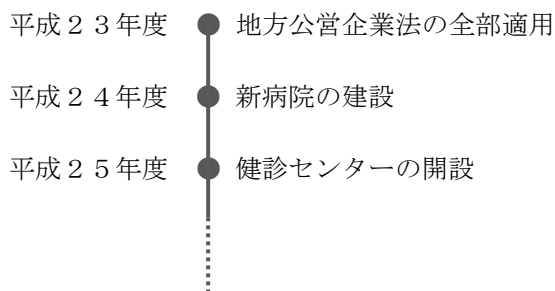 平成２３年度 地方公営企業法の全部適用
平成２４年度 新病院の建設
平成２５年度 健診センターの開設